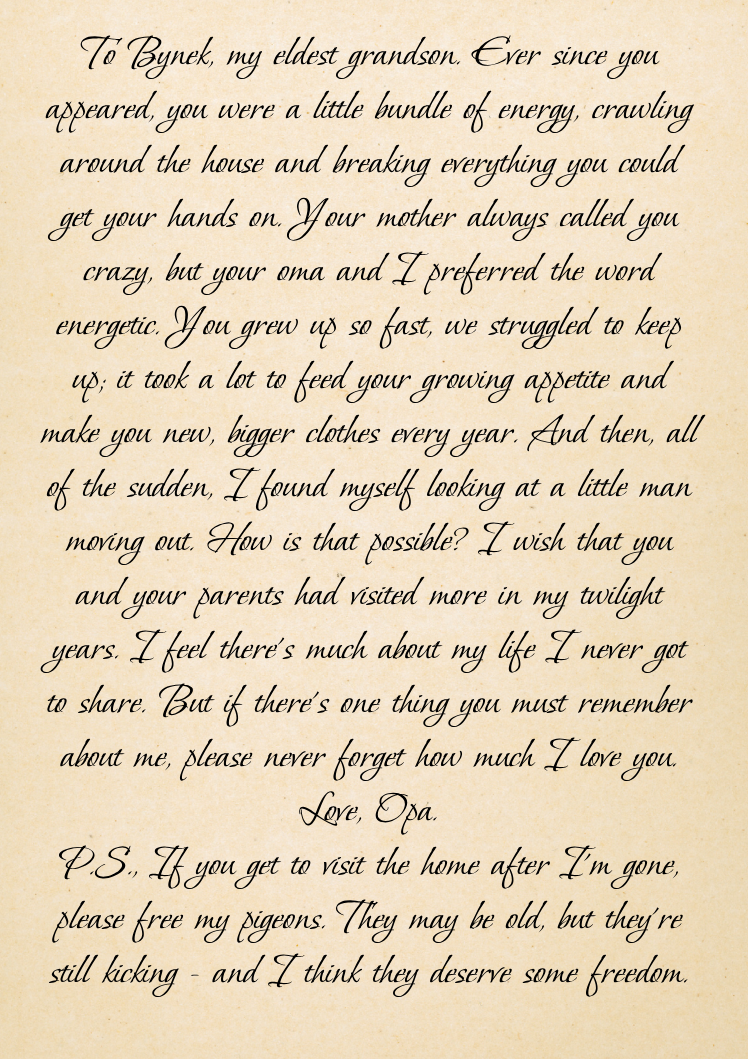 To Bynek, my eldest grandson. Ever since you
appeared, you were a little bundle of energy, crawling
around the house and breaking everything you could
get your hands on. Your mother always called you
crazy, but your oma and I preferred the word
energetic. You grew up so fast, we struggled to keep
up; it took a lot to feed your growing appetite and
make you new, bigger clothes every year. And then, all
of the sudden, I found myself looking at a little man
moving out. How is that possible? I wish that you
and your parents had visited more in my twilight
years. I feel there's much about my life I never got
to share. But if there's one thing you must remember
about me, please never forget how much I love you.
Love, Opa.
P.S., If you get to visit the home after I'm gone,
please free my pigeons. They may be old, but they're
still kicking - and I think they deserve some freedom.